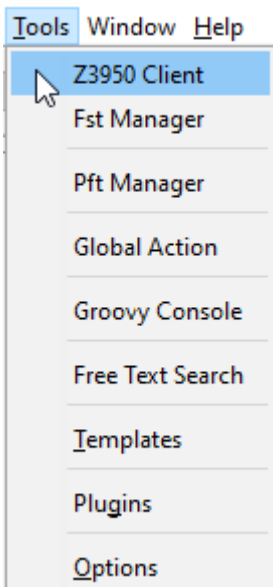 Tools Window Help
Z3950 Client
Fst Manager
Pft Manager
Global Action
Groovy Console
Free Text Search
Templates
Plugins
Options